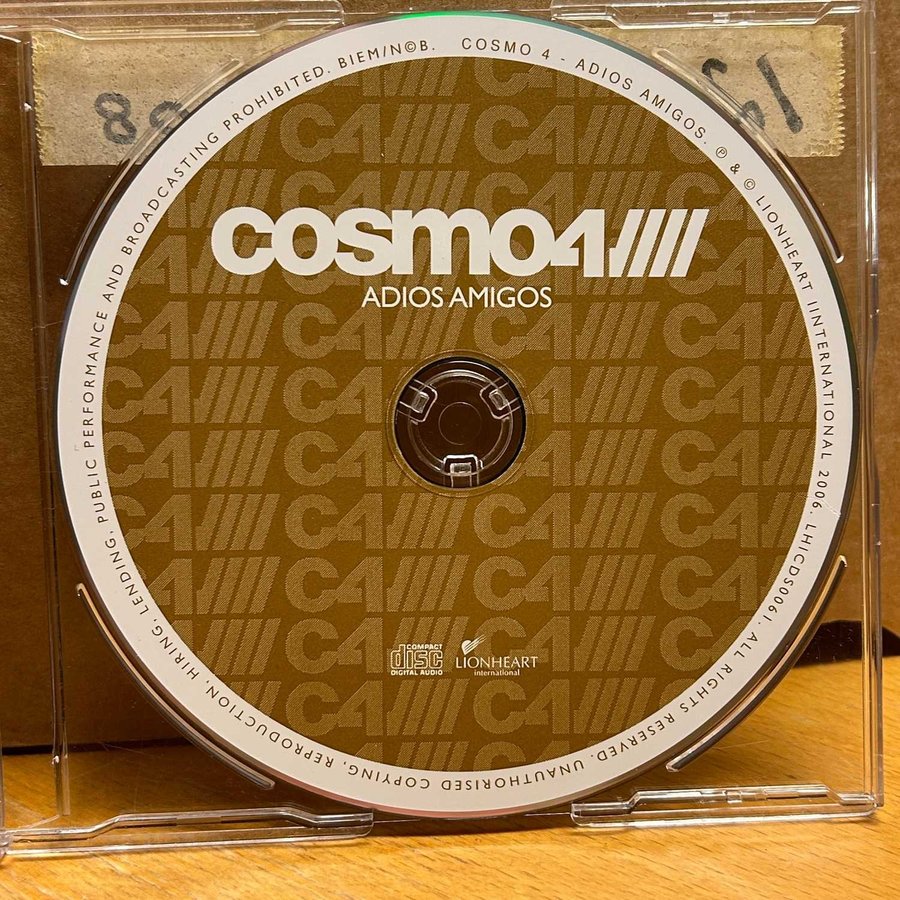 COSMO 4 - ADIOS AMIGOS. ℗ & © LIONHEART IINTERNATIONAL 2006. LHICDS0061. ALL RIGHTS RESERVED. UNAUTHORISED COPYING, REPRODUCTION, HIRING, LENDING, PUBLIC PERFORMANCE AND BROADCASTING PROHIBITED. BIEM/N©B.
cosmo4////
ADIOS AMIGOS
COMPACT
disc
DIGITAL AUDIO
LIONHEART
international